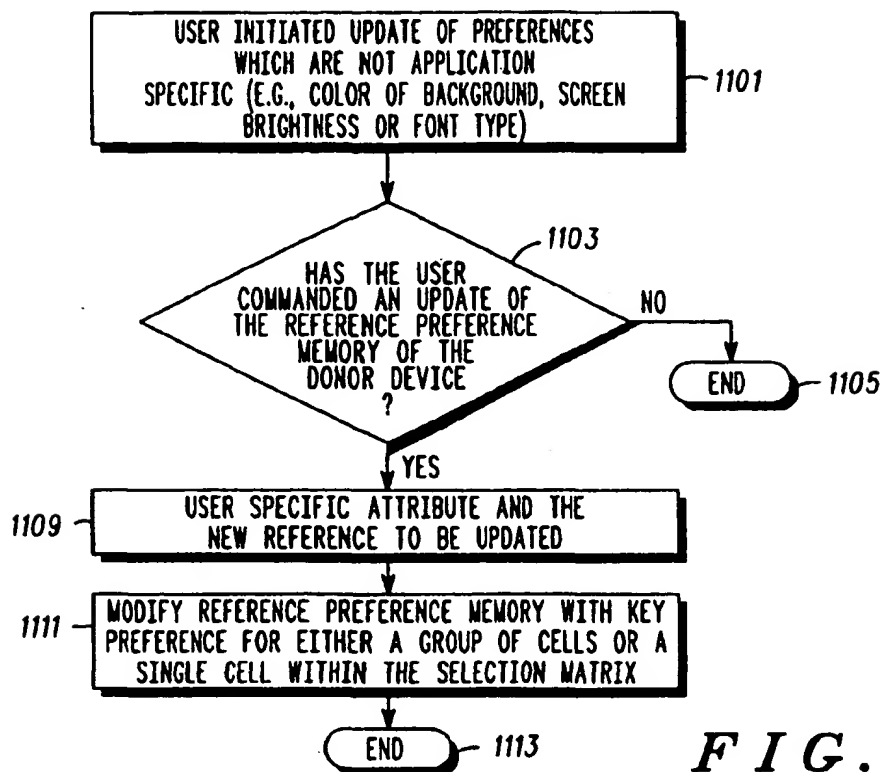 USER INITIATED UPDATE OF PREFERENCES
WHICH ARE NOT APPLICATION
SPECIFIC (E.G., COLOR OF BACKGROUND, SCREEN
BRIGHTNESS OR FONT TYPE)
1101
1103
HAS THE USER
COMMANDED AN UPDATE OF
THE REFERENCE PREFERENCE
MEMORY OF THE
DONOR DEVICE
?
NO
END
1105
YES
1109
USER SPECIFIC ATTRIBUTE AND THE
NEW REFERENCE TO BE UPDATED
1111
MODIFY REFERENCE PREFERENCE MEMORY WITH KEY
PREFERENCE FOR EITHER A GROUP OF CELLS OR A
SINGLE CELL WITHIN THE SELECTION MATRIX
END
1113
FIG.